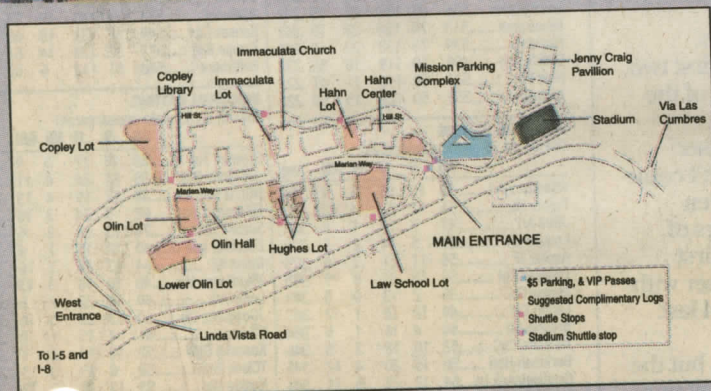 Immaculata Church
Copley
Library
Immaculata
Lot
Hahn
Lot
Hahn
Center
Mission Parking
Complex
Jenny Craig
Pavillion
Hill St.
Hill St.
Stadium
Via Las
Cumbres
Copley Lot
Marian Way
Marian Way
Olin Lot
Olin Hall
Hughes Lot
MAIN ENTRANCE
Lower Olin Lot
Law School Lot
West
Entrance
Linda Vista Road
To I-5 and
I-8
$5 Parking, & VIP Passes
Suggested Complimentary Logs
Shuttle Stops
Stadium Shuttle stop